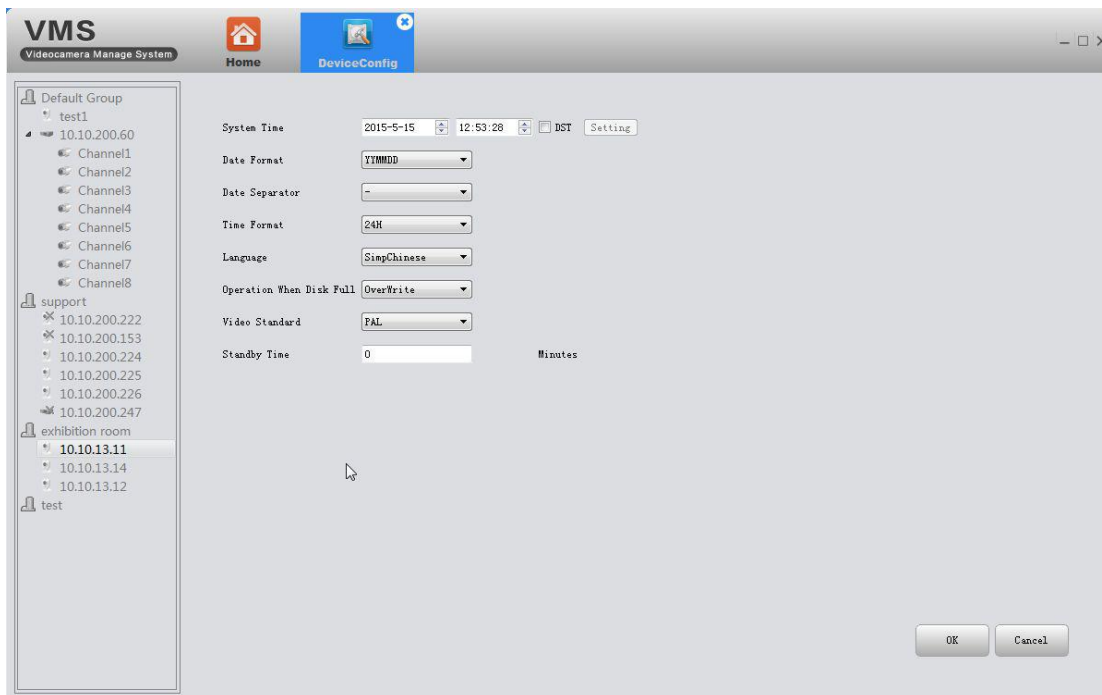 VMS
Videocamera Manage System
Home
DeviceConfig
Default Group
test1
10.10.200.60
Channel1
Channel2
Channel3
Channel4
Channel5
Channel6
Channel7
Channel8
support
10.10.200.222
10.10.200.153
10.10.200.224
10.10.200.225
10.10.200.226
10.10.200.247
exhibition room
10.10.13.11
10.10.13.14
10.10.13.12
test
System Time 2015-5-15 12:53:28 DST Setting
Date Format YYMMDD
Date Separator -
Time Format 24H
Language SimpChinese
Operation When Disk Full OverWrite
Video Standard PAL
Standby Time 0 Minutes
OK Cancel